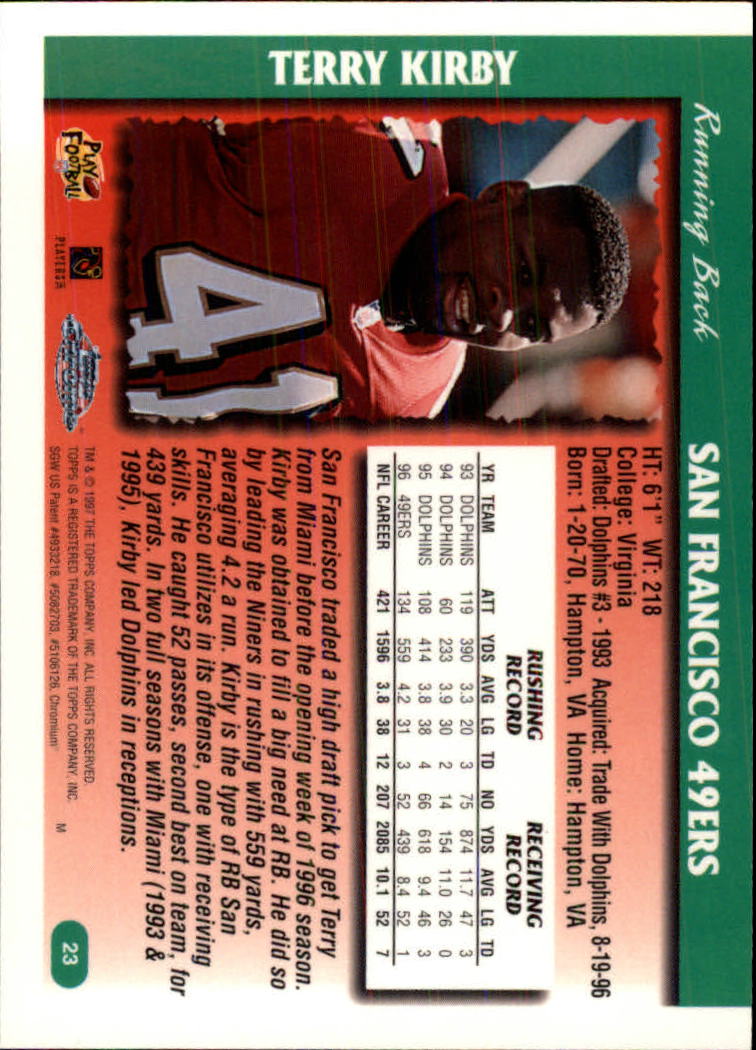 TERRY KIRBY
Running Back
SAN FRANCISCO 49ERS
HT: 6'1" WT: 218
College: Virginia
Drafted: Dolphins #3 - 1993 Acquired: Trade With Dolphins, 8-19-96
Born: 1-20-70, Hampton, VA Home: Hampton, VA
RUSHING RECORD RECEIVING RECORD
YR TEAM ATT YDS AVG LG TD NO YDS AVG LG TD
93 DOLPHINS 119 390 3.3 20 3 75 874 11.7 47 3
94 DOLPHINS 60 233 3.9 30 2 14 154 11.0 26 0
95 DOLPHINS 108 414 3.8 38 4 66 618 9.4 46 3
96 49ERS 134 559 4.2 31 3 52 439 8.4 52 1
NFL CAREER 421 1596 3.8 38 12 207 2085 10.1 52 7
San Francisco traded a high draft pick to get Terry
from Miami before the opening week of 1996 season.
Kirby was obtained to fill a big need at RB. He did so
by leading the Niners in rushing with 559 yards,
averaging 4.2 a run. Kirby is the type of RB San
Francisco utilizes in its offense, one with receiving
skills. He caught 52 passes, second best on team, for
439 yards. In two full seasons with Miami (1993 &
1995), Kirby led Dolphins in receptions.
41
PLAY FOOTBALL
PLAYERS
TM & © 1997 THE TOPPS COMPANY, INC. ALL RIGHTS RESERVED.
TOPPS IS A REGISTERED TRADEMARK OF THE TOPPS COMPANY, INC.
SGW US Patent #4933218, #5082703, #5106126, Chromium™
M
23